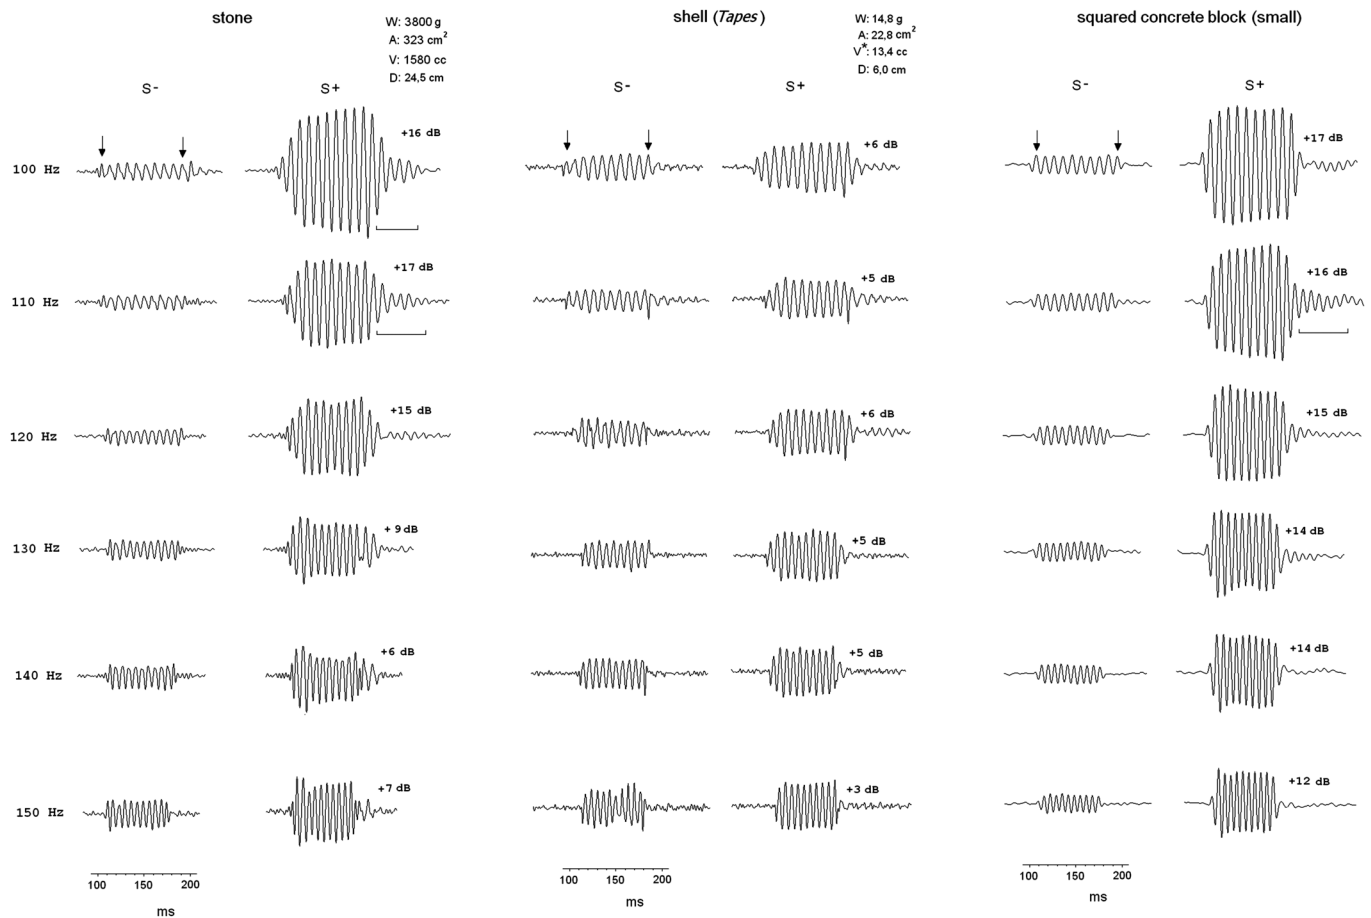 stone
W: 3800 g
A: 323 cm2
V: 1580 cc
D: 24,5 cm
S- S+
shell (Tapes)
W: 14,8 g
A: 22,8 cm2
V*: 13,4 cc
D: 6,0 cm
S- S+
squared concrete block (small)
S- S+
100 Hz +16 dB +6 dB +17 dB
110 Hz +17 dB +5 dB +16 dB
120 Hz +15 dB +6 dB +15 dB
130 Hz + 9 dB +5 dB +14 dB
140 Hz +6 dB +5 dB +14 dB
150 Hz +7 dB +3 dB +12 dB
100 150 200
ms
100 150 200
ms
100 150 200
ms